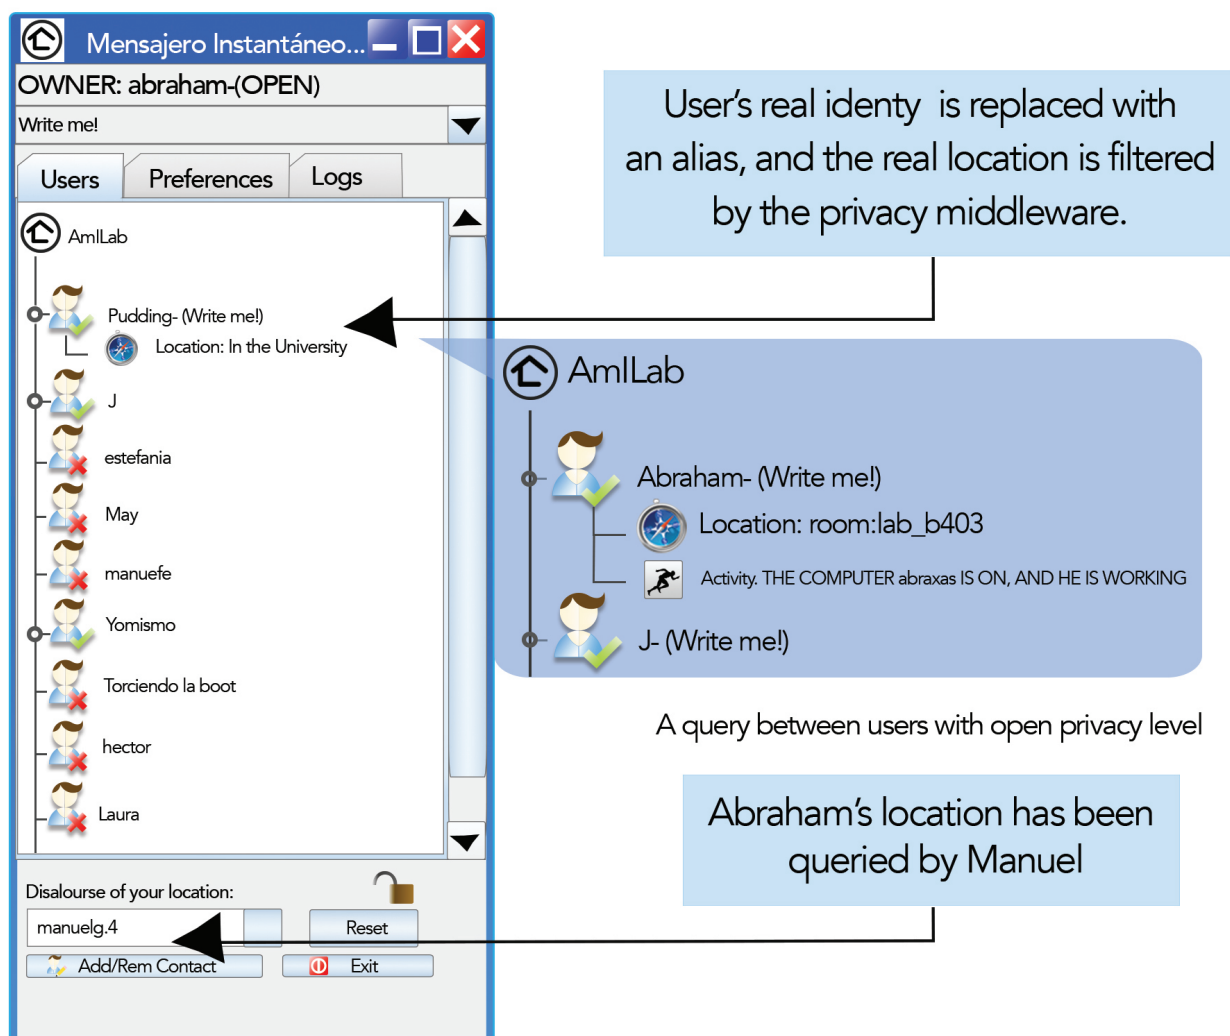 Mensajero Instantáneo...
OWNER: abraham-(OPEN)
Write me!
Users
Preferences
Logs
AmILab
Pudding- (Write me!)
Location: In the University
J
estefania
May
manuefe
Yomismo
Torciendo la boot
hector
Laura
Disalourse of your location:
manuelg.4
Reset
Add/Rem Contact
Exit
User's real identy is replaced with
an alias, and the real location is filtered
by the privacy middleware.
AmILab
Abraham- (Write me!)
Location: room:lab_b403
Activity. THE COMPUTER abraxas IS ON, AND HE IS WORKING
J- (Write me!)
A query between users with open privacy level
Abraham's location has been
queried by Manuel